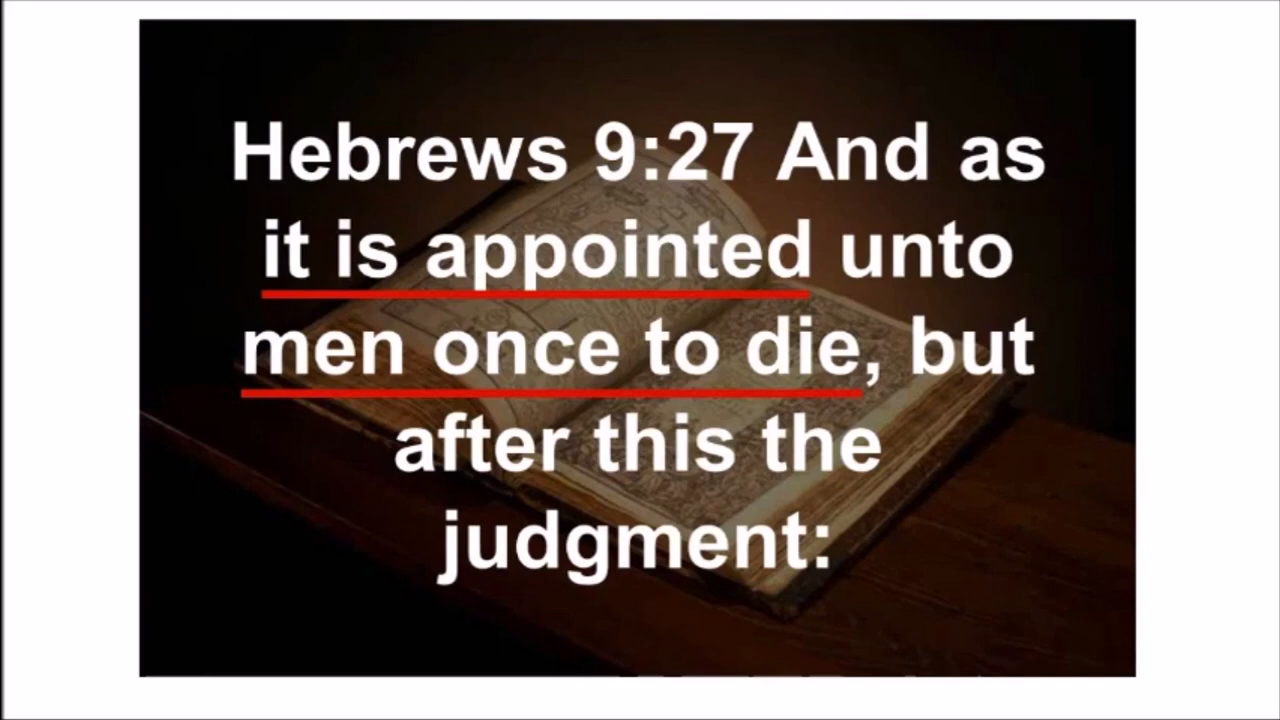 Hebrews 9:27 And as
it is appointed unto
men once to die, but
after this the
judgment: